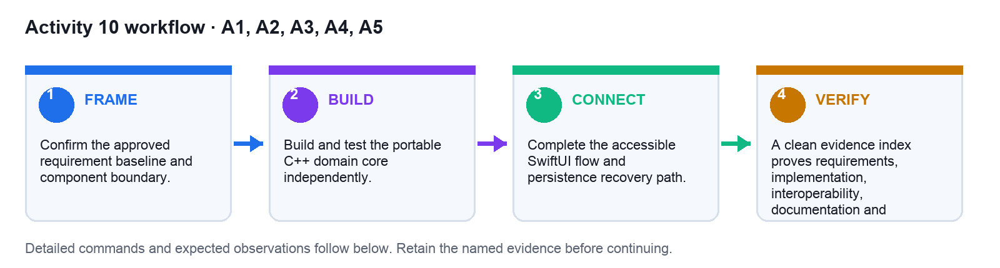 Activity 10 workflow · A1, A2, A3, A4, A5
1
FRAME
Confirm the approved
requirement baseline and
component boundary.
2
BUILD
Build and test the portable
C++ domain core
independently.
3
CONNECT
Complete the accessible
SwiftUI flow and
persistence recovery path.
4
VERIFY
A clean evidence index
proves requirements,
implementation,
interoperability,
documentation and
Detailed commands and expected observations follow below. Retain the named evidence before continuing.